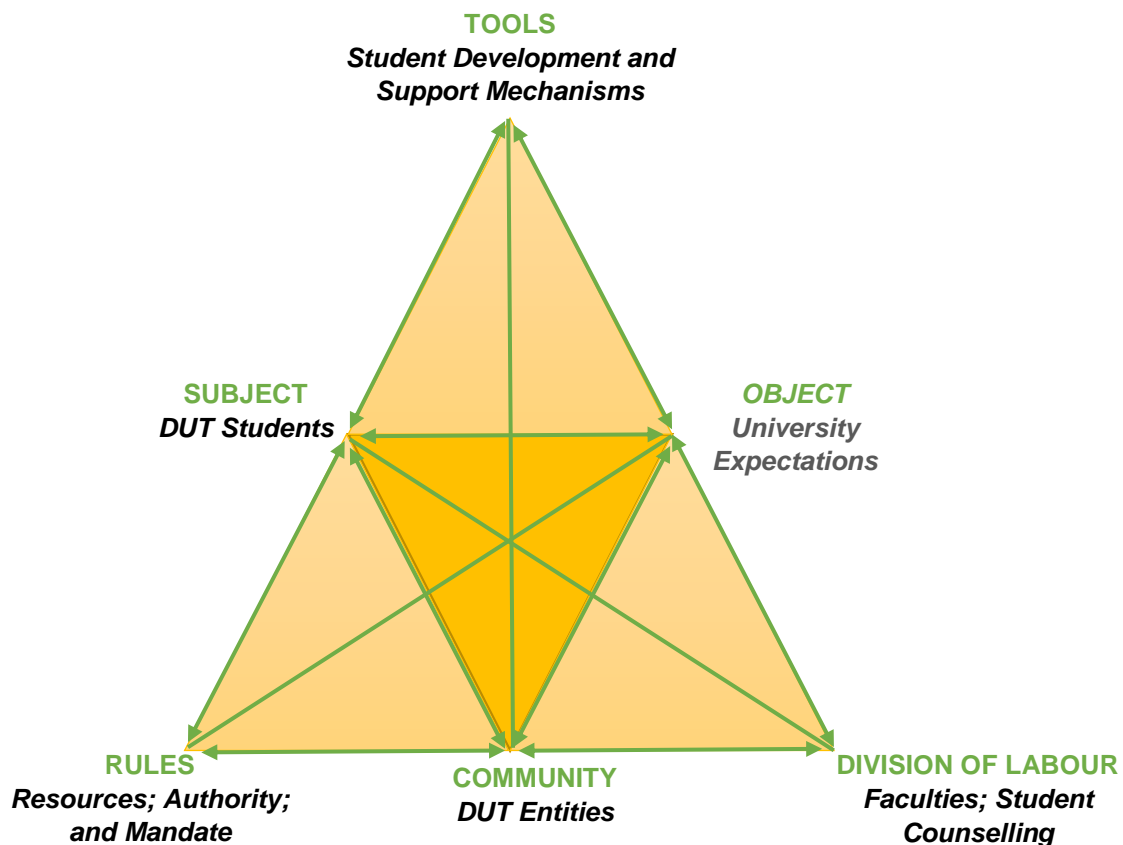 TOOLS
Student Development and
Support Mechanisms
SUBJECT
DUT Students
OBJECT
University
Expectations
RULES
Resources; Authority;
and Mandate
COMMUNITY
DUT Entities
DIVISION OF LABOUR
Faculties; Student
Counselling